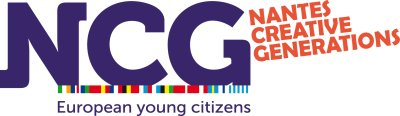 NCG
NANTES
CREATIVE
GENERATIONS
European young citizens